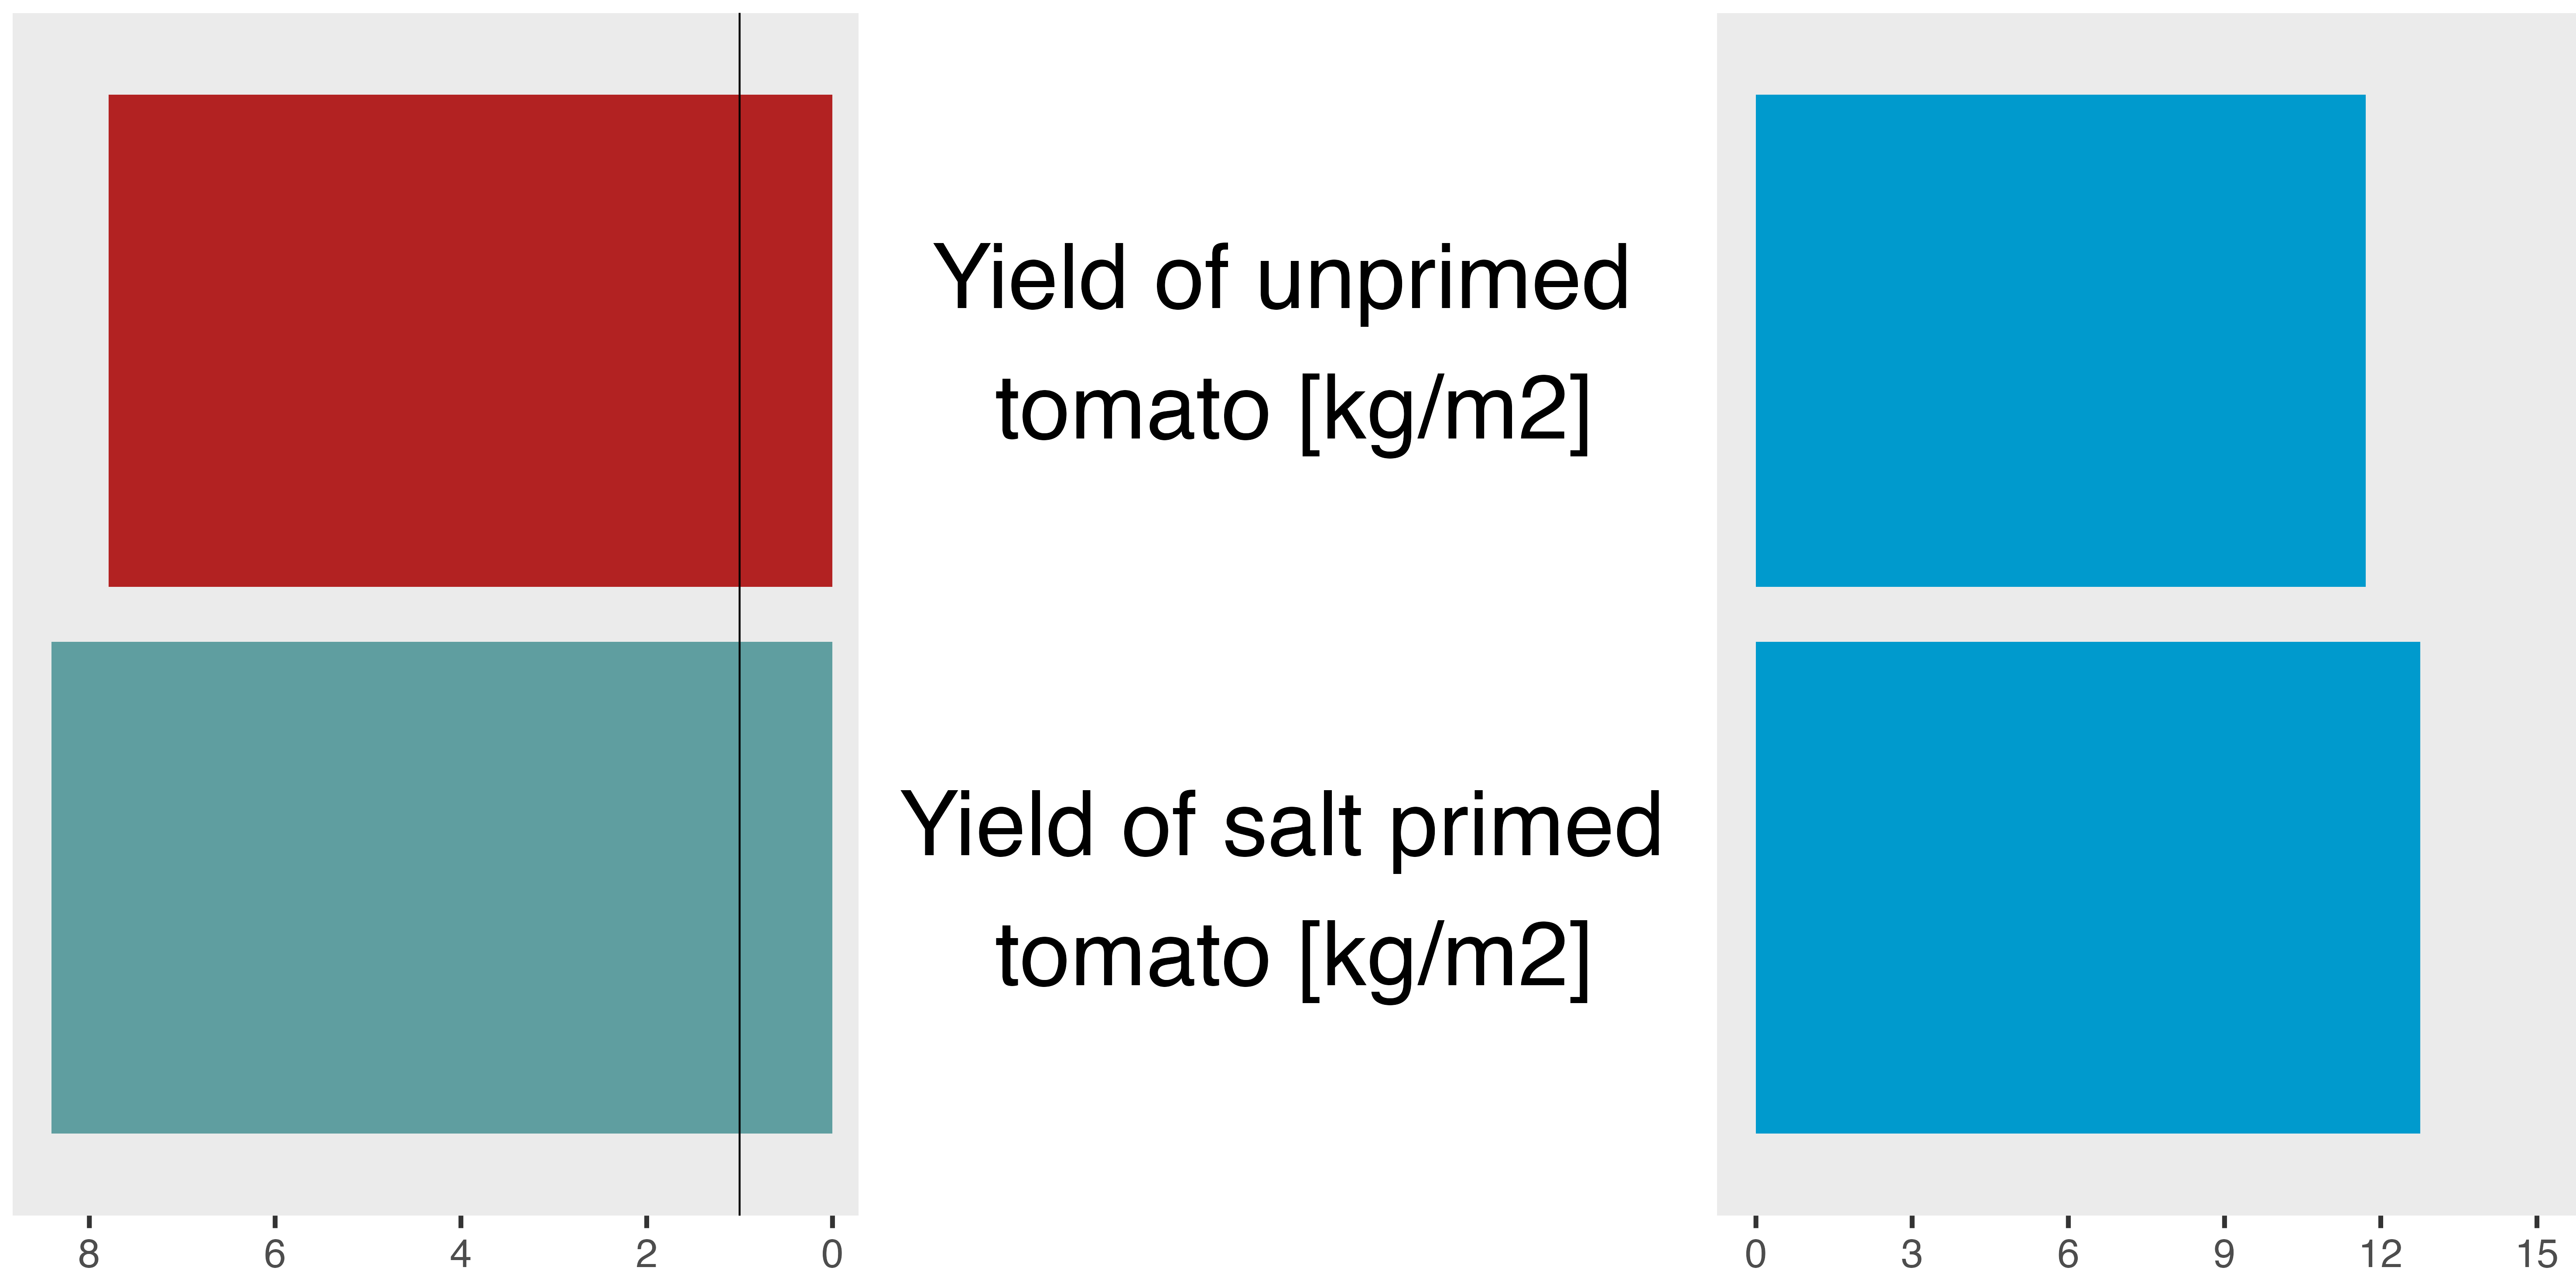 Yield of unprimed
tomato [kg/m2]
Yield of salt primed
tomato [kg/m2]
8 6 4 2 0
0 3 6 9 12 15